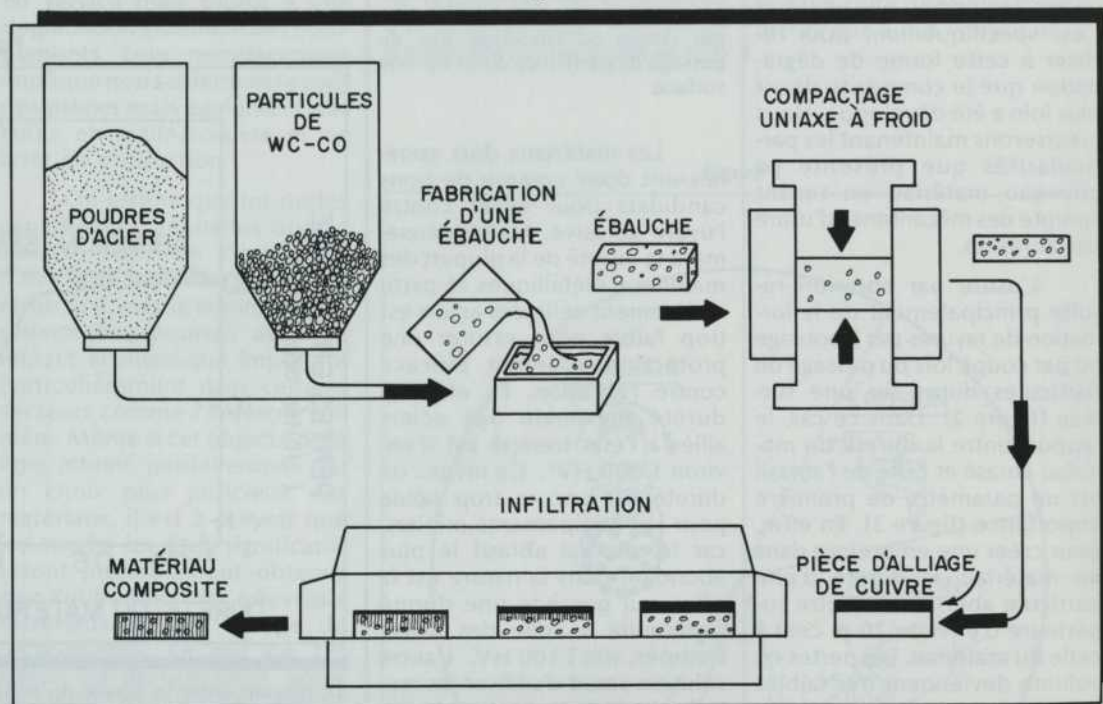 POUDRES
D'ACIER
PARTICULES
DE
WC-CO
FABRICATION
D'UNE
ÉBAUCHE
ÉBAUCHE
COMPACTAGE
UNIAXE À FROID
PIÈCE D'ALLIAGE
DE CUIVRE
INFILTRATION
MATÉRIAU
COMPOSITE